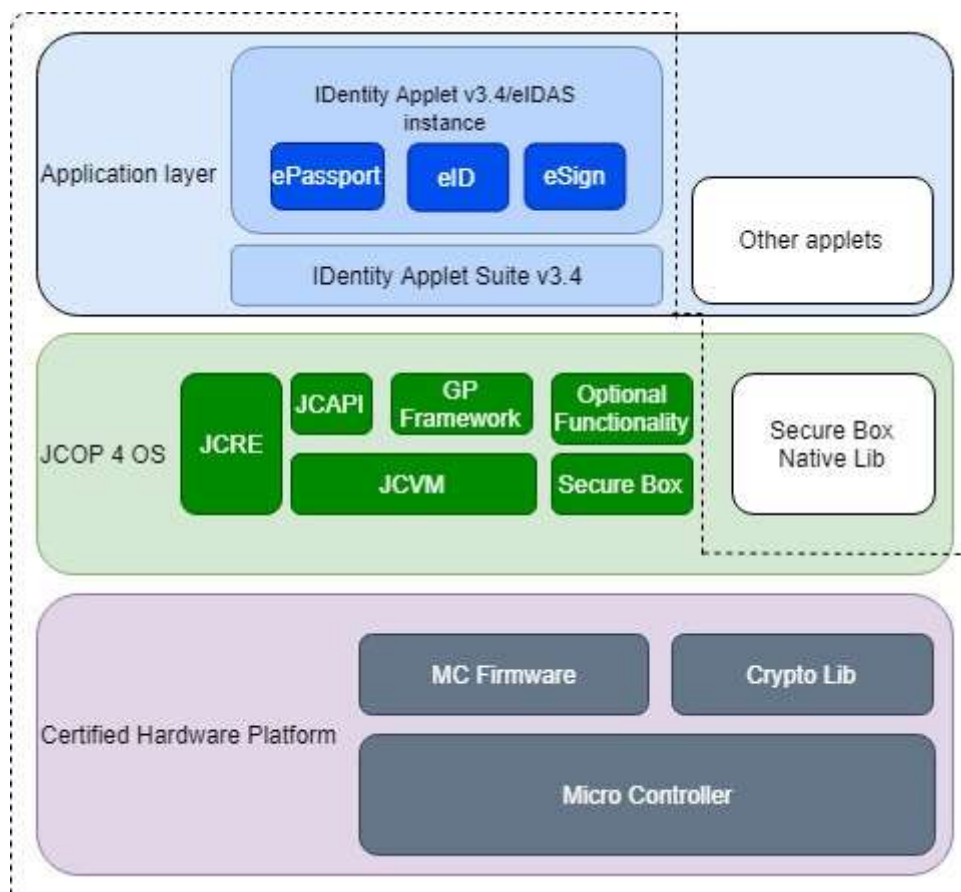 IDentity Applet v3.4/eIDAS
instance
ePassport
eID
eSign
Application layer
Other applets
IDentity Applet Suite v3.4
JCOP 4 OS
JCRE
JCAPI
GP
Framework
Optional
Functionality
JCVM
Secure Box
Secure Box
Native Lib
Certified Hardware Platform
MC Firmware
Crypto Lib
Micro Controller